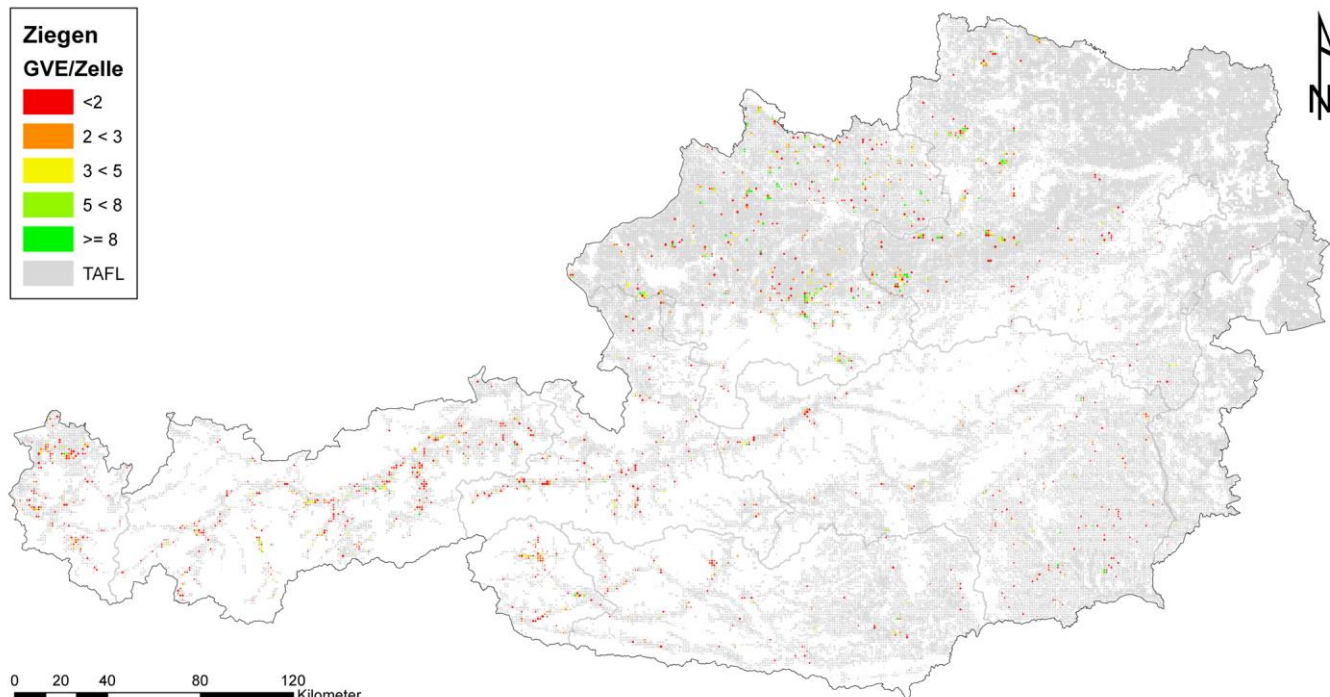 Ziegen
GVE/Zelle
<2
2 < 3
3 < 5
5 < 8
>= 8
TAFL
N
0 20 40 80 120
Kilometer